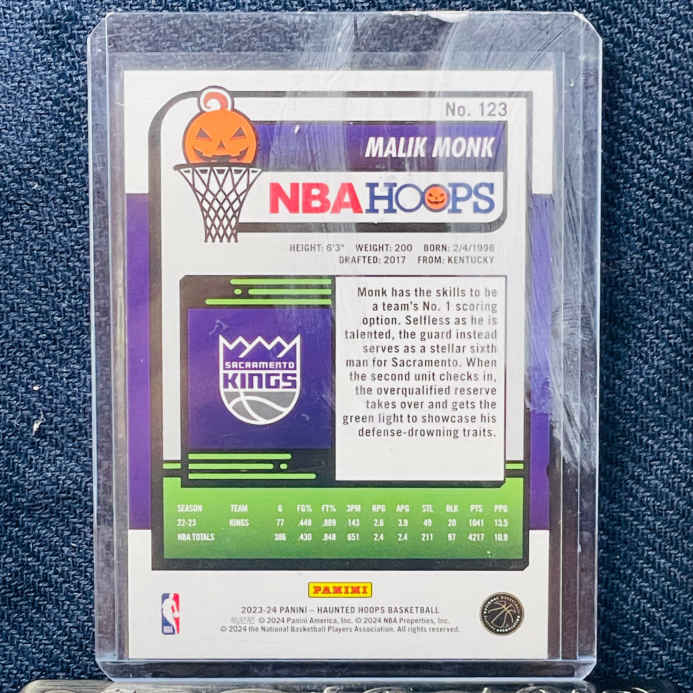 No. 123
MALIK MONK
NBA HOOPS
HEIGHT: 6'3" WEIGHT: 200 BORN: 2/4/1998
DRAFTED: 2017 FROM: KENTUCKY
Monk has the skills to be
a team's No. 1 scoring
option. Selfless as he is
talented, the guard instead
serves as a stellar sixth
man for Sacramento. When
the second unit checks in,
the overqualified reserve
takes over and gets the
green light to showcase his
defense-drowning traits.
SACRAMENTO
KINGS
SEASON TEAM G FG% FT% 3PM RPG APG STL BLK PTS PPG
22-23 KINGS 77 .448 .889 143 2.6 3.9 49 20 1041 13.5
NBA TOTALS 386 .430 .848 651 2.4 2.4 211 97 4217 10.9
PANINI
2023-24 PANINI – HAUNTED HOOPS BASKETBALL
© 2024 Panini America, Inc. © 2024 NBA Properties, Inc.
© 2024 the National Basketball Players Association. All rights reserved.